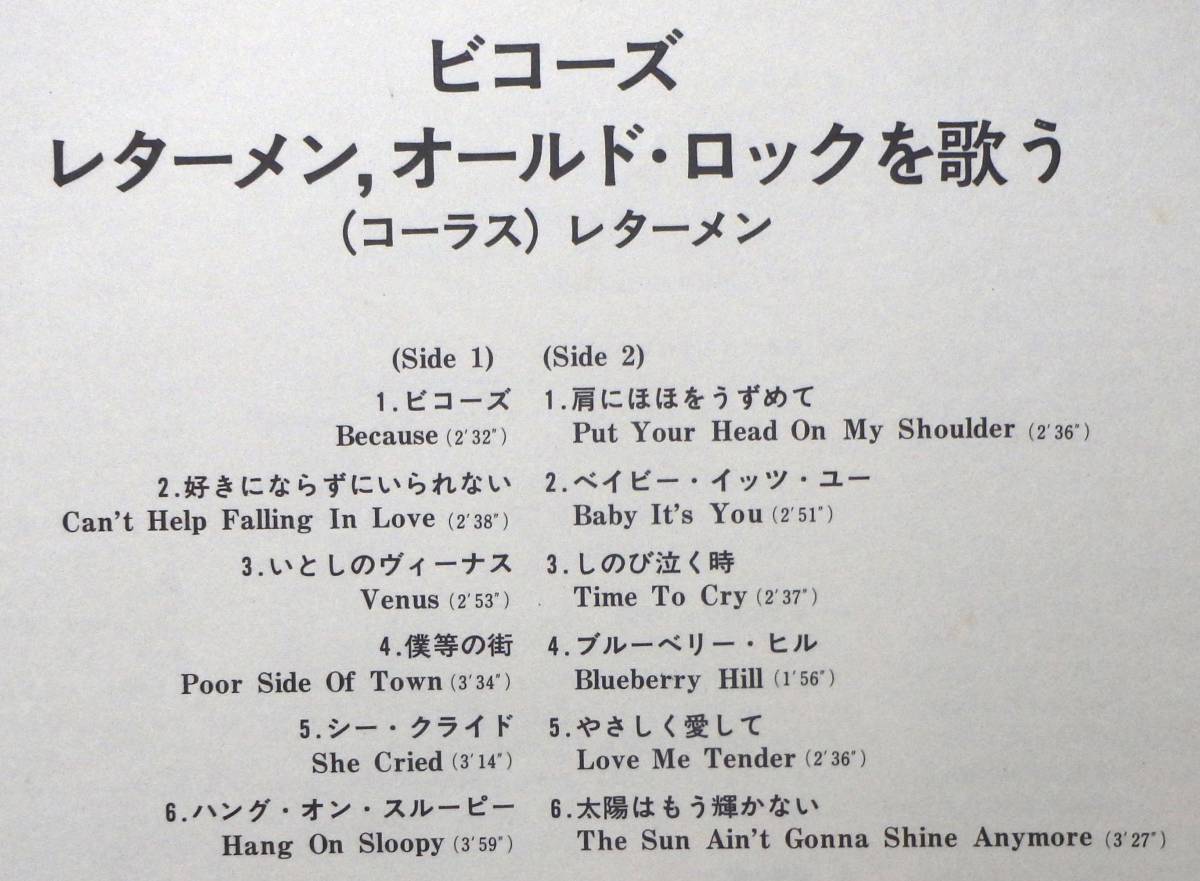 ビコーズ
レターメン,オールド・ロックを歌う
(コーラス) レターメン
(Side 1)
1.ビコーズ
Because (2′32″)
2.好きにならずにいられない
Can't Help Falling In Love (2′38″)
3.いとしのヴィーナス
Venus (2′53″)
4.僕等の街
Poor Side Of Town (3′34″)
5.シー・クライド
She Cried (3′14″)
6.ハング・オン・スルーピー
Hang On Sloopy (3′59″)
(Side 2)
1.肩にほほをうずめて
Put Your Head On My Shoulder (2′36″)
2.ベイビー・イッツ・ユー
Baby It's You (2′51″)
3.しのび泣く時
Time To Cry (2′37″)
4.ブルーベリー・ヒル
Blueberry Hill (1′56″)
5.やさしく愛して
Love Me Tender (2′36″)
6.太陽はもう輝かない
The Sun Ain't Gonna Shine Anymore (3′27″)